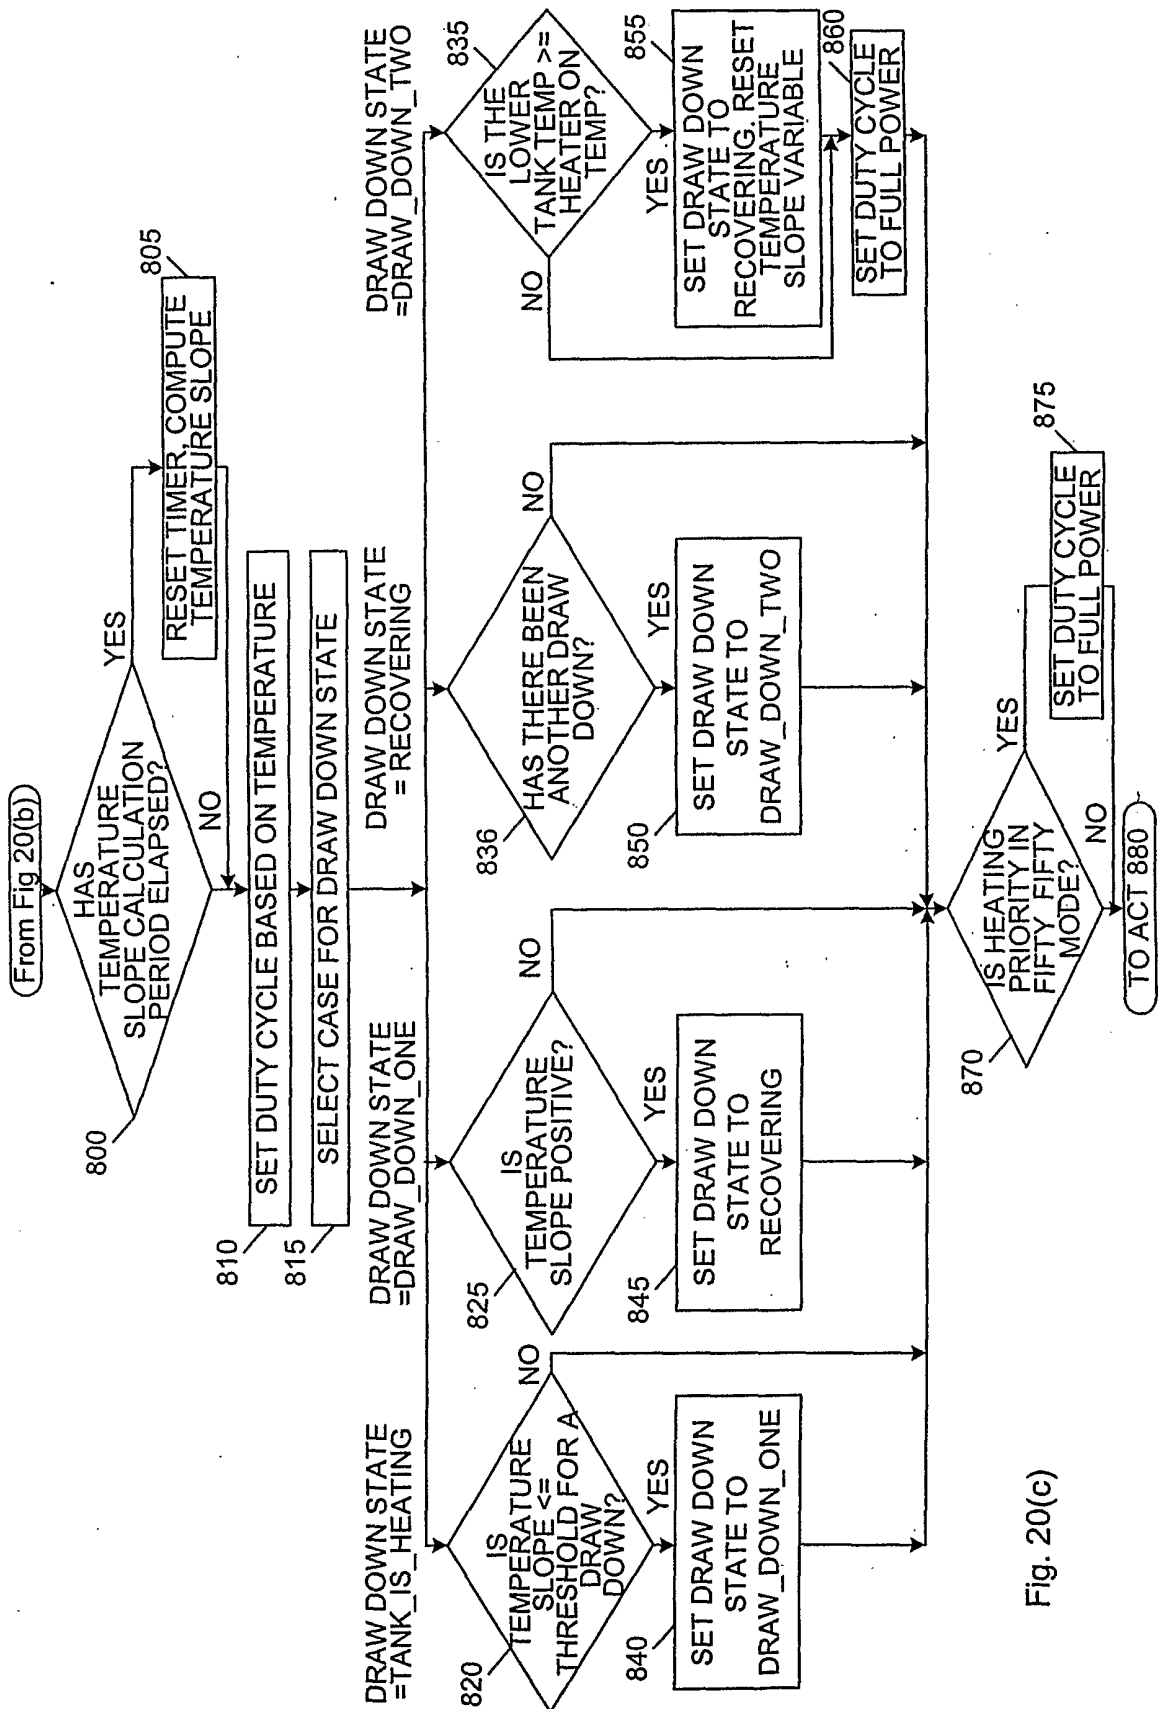 From Fig 20(b)
HAS
TEMPERATURE
SLOPE CALCULATION
PERIOD ELAPSED?
800
YES
NO
RESET TIMER, COMPUTE
TEMPERATURE SLOPE
805
SET DUTY CYCLE BASED ON TEMPERATURE
810
SELECT CASE FOR DRAW DOWN STATE
815
DRAW DOWN STATE
=TANK_IS_HEATING
DRAW DOWN STATE
=DRAW_DOWN_ONE
DRAW DOWN STATE
= RECOVERING
DRAW DOWN STATE
=DRAW_DOWN_TWO
IS
TEMPERATURE
SLOPE <=
THRESHOLD FOR A
DRAW
DOWN?
820
NO
YES
SET DRAW DOWN
STATE TO
DRAW_DOWN_ONE
840
IS
TEMPERATURE
SLOPE POSITIVE?
825
NO
YES
SET DRAW DOWN
STATE TO
RECOVERING
845
HAS THERE BEEN
ANOTHER DRAW
DOWN?
836
NO
YES
SET DRAW DOWN
STATE TO
DRAW_DOWN_TWO
850
IS THE
LOWER
TANK TEMP >=
HEATER ON
TEMP?
835
NO
YES
SET DRAW DOWN
STATE TO
RECOVERING. RESET
TEMPERATURE
SLOPE VARIABLE
855
SET DUTY CYCLE
TO FULL POWER
860
IS HEATING
PRIORITY IN
FIFTY_FIFTY
MODE?
870
YES
NO
SET DUTY CYCLE
TO FULL POWER
875
TO ACT 880
Fig. 20(c)